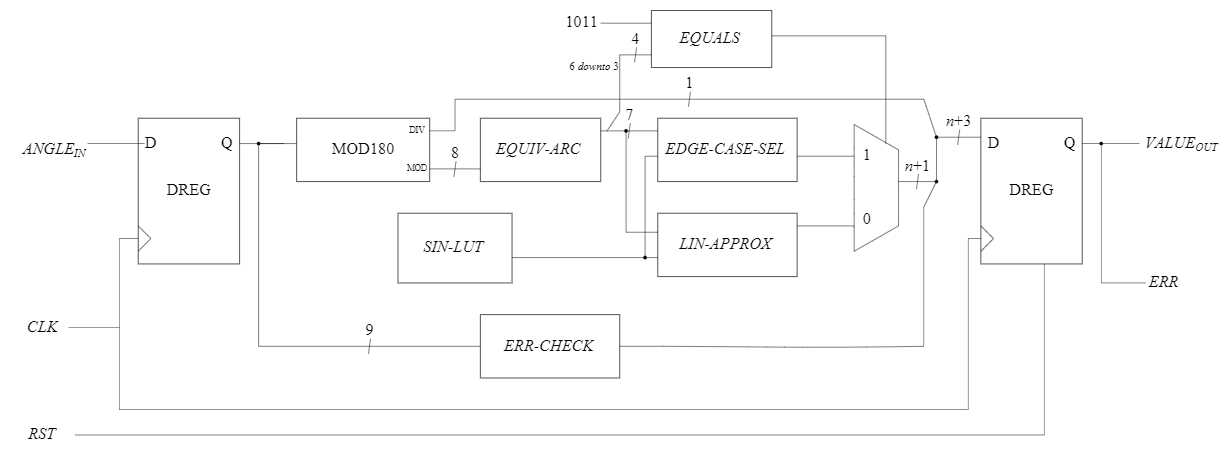 1011
EQUALS
4
6 downto 3
1
7
n+3
ANGLE_IN
D
Q
DREG
MOD180
DIV
MOD
8
EQUIV-ARC
EDGE-CASE-SEL
1
0
n+1
D
Q
DREG
VALUE_OUT
SIN-LUT
LIN-APPROX
ERR
CLK
9
ERR-CHECK
RST